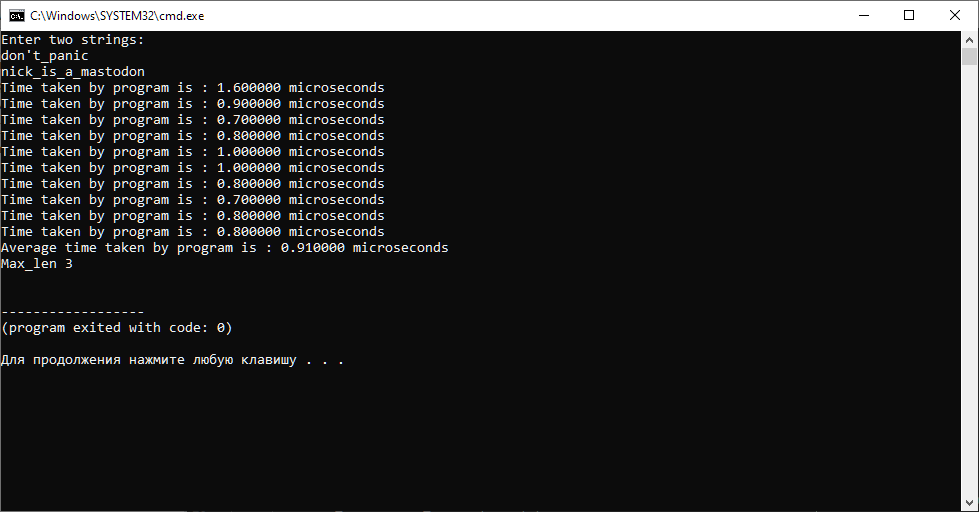 C:\Windows\SYSTEM32\cmd.exe
Enter two strings:
don't_panic
nick_is_a_mastodon
Time taken by program is : 1.600000 microseconds
Time taken by program is : 0.900000 microseconds
Time taken by program is : 0.700000 microseconds
Time taken by program is : 0.800000 microseconds
Time taken by program is : 1.000000 microseconds
Time taken by program is : 1.000000 microseconds
Time taken by program is : 0.800000 microseconds
Time taken by program is : 0.700000 microseconds
Time taken by program is : 0.800000 microseconds
Time taken by program is : 0.800000 microseconds
Average time taken by program is : 0.910000 microseconds
Max_len 3
------------------
(program exited with code: 0)
Для продолжения нажмите любую клавишу . . .